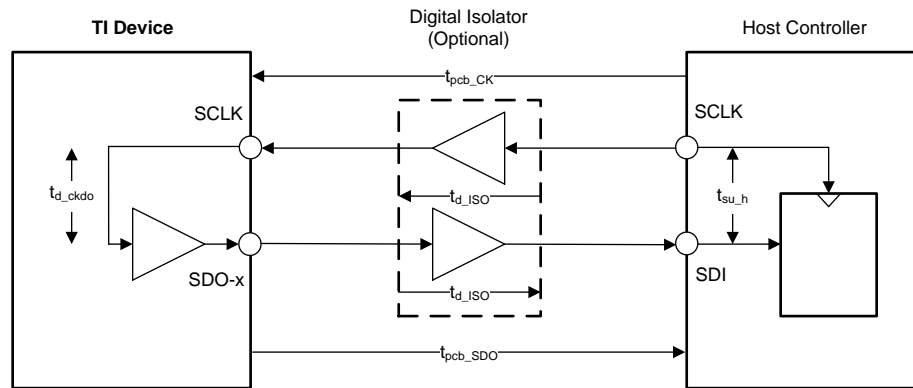 TI Device
Digital Isolator
(Optional)
Host Controller
t_pcb_CK
SCLK
SCLK
t_d_ckdo
t_d_ISO
t_su_h
SDO-x
SDI
t_d_ISO
t_pcb_SDO